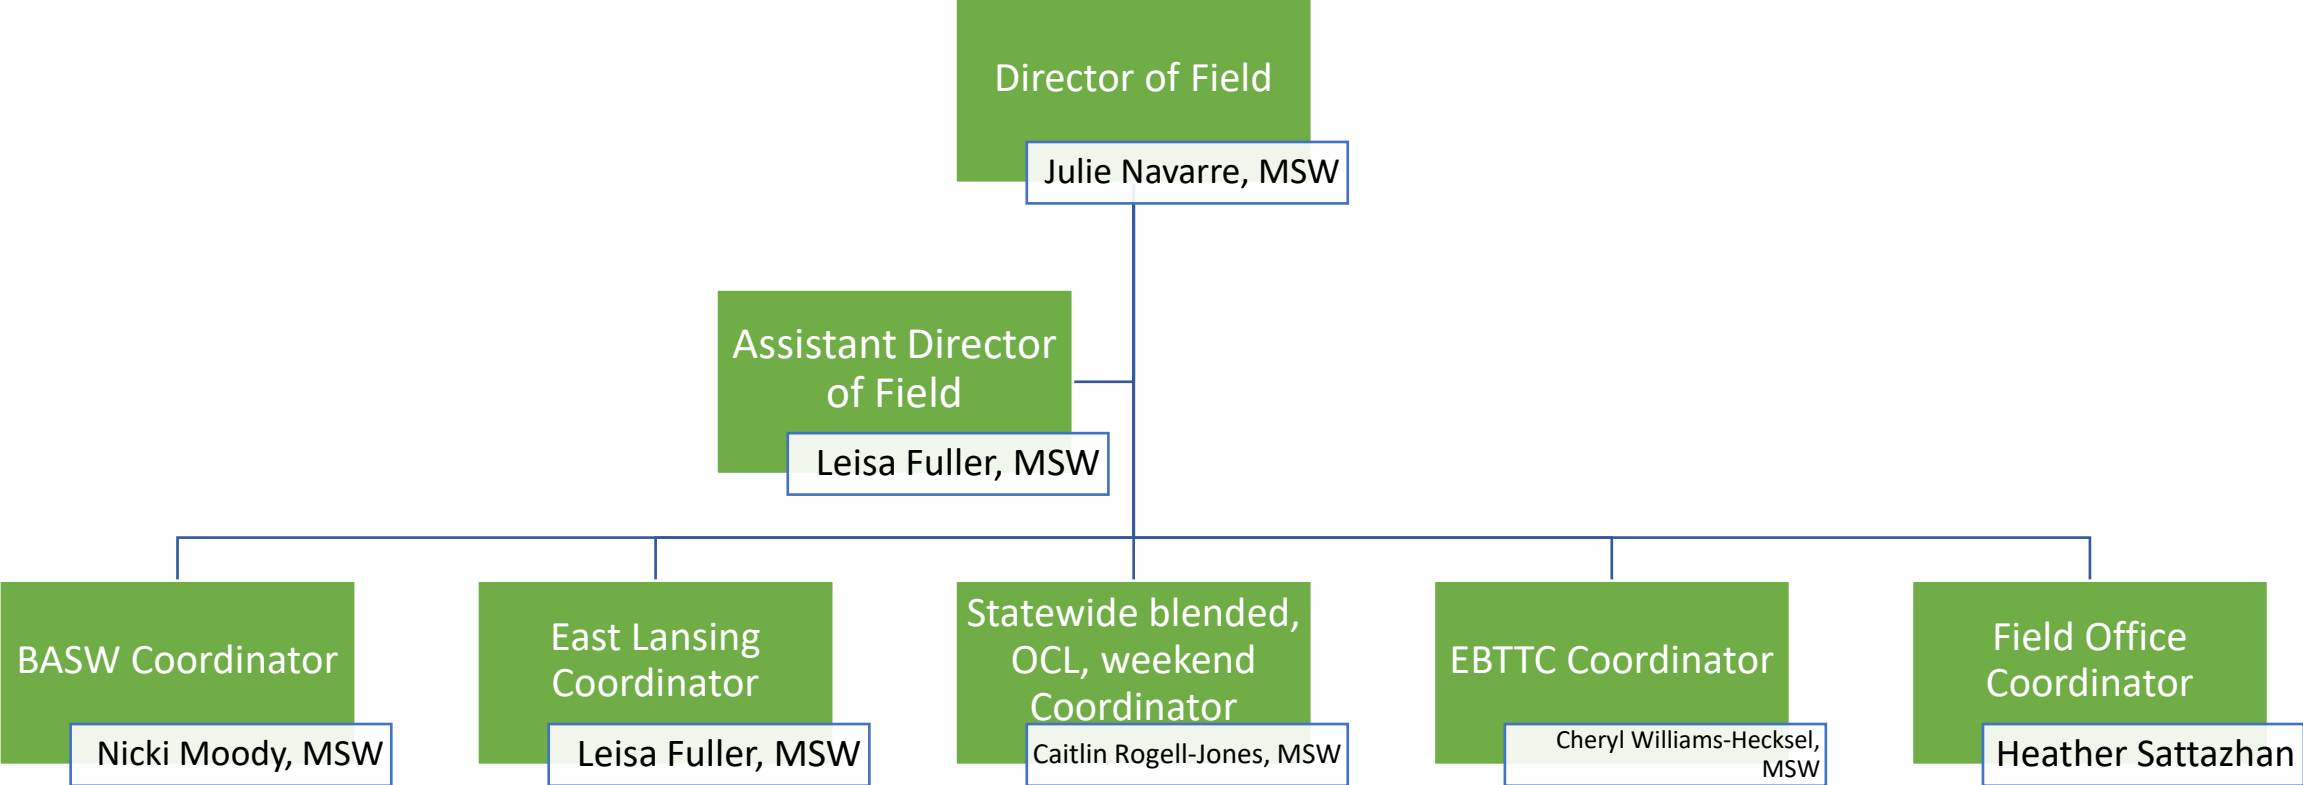 Director of Field
Julie Navarre, MSW
Assistant Director
of Field
Leisa Fuller, MSW
BASW Coordinator
Nicki Moody, MSW
East Lansing
Coordinator
Leisa Fuller, MSW
Statewide blended,
OCL, weekend
Coordinator
Caitlin Rogell-Jones, MSW
EBTTC Coordinator
Cheryl Williams-Hecksel,
MSW
Field Office
Coordinator
Heather Sattazhan